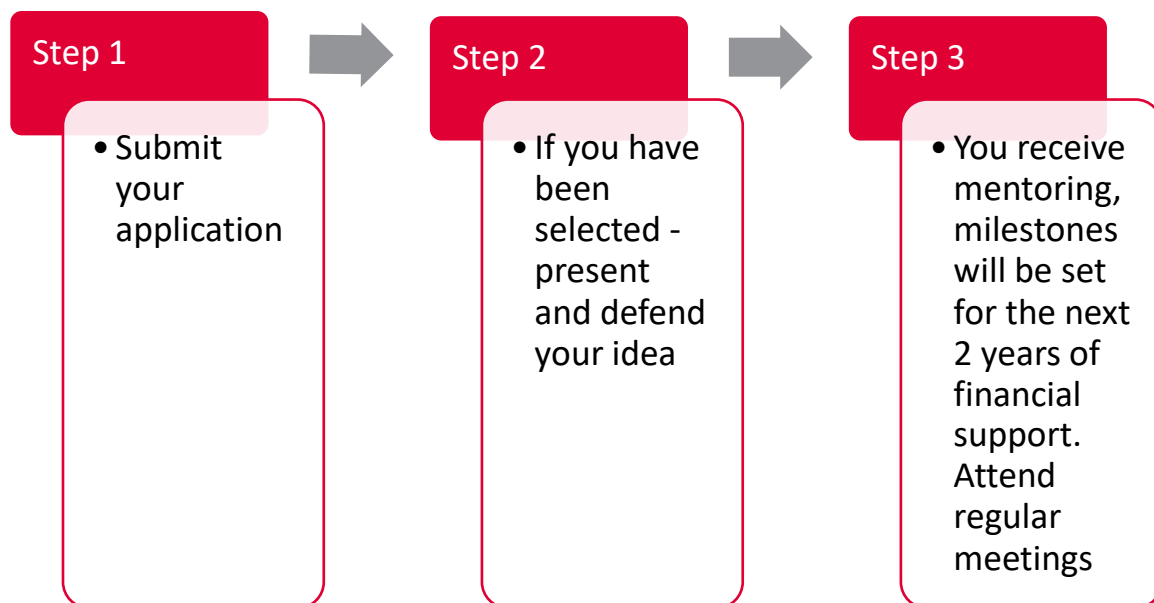 Step 1
• Submit
your
application
Step 2
• If you have
been
selected -
present
and defend
your idea
Step 3
• You receive
mentoring,
milestones
will be set
for the next
2 years of
financial
support.
Attend
regular
meetings